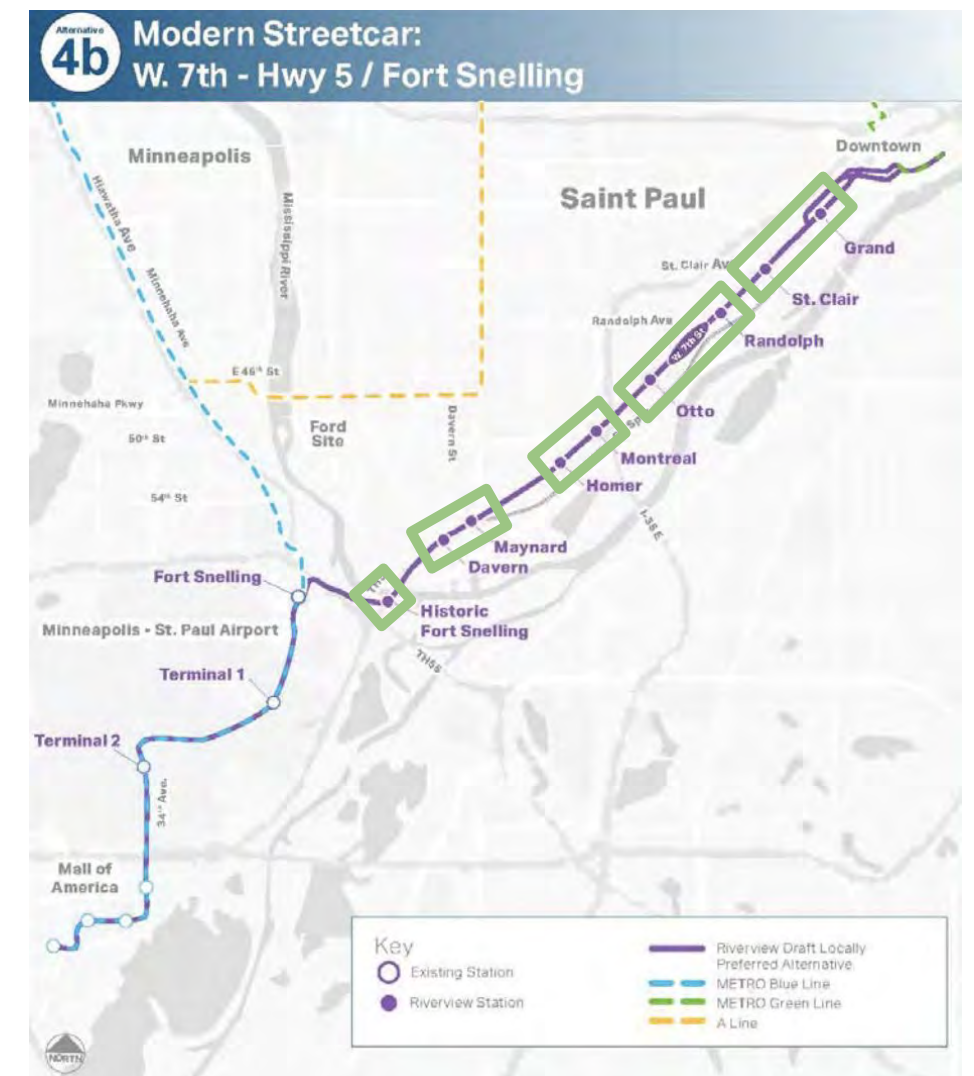 Alternative
4b
Modern Streetcar:
W. 7th - Hwy 5 / Fort Snelling
Minneapolis
Downtown
Saint Paul
Hiawatha Ave
Mississippi River
Minnehaha Ave
St. Clair Av
Grand
St. Clair
Randolph Ave
Randolph
W. 7th St
E 46th St
Minnehaha Pkwy
Otto
Ford
Site
Davern St
50th St
Montreal
Homer
54th St
I-35E
Maynard
Davern
Fort Snelling
Historic
Fort Snelling
Minneapolis - St. Paul Airport
TH55
Terminal 1
Terminal 2
34th Ave.
Mall of
America
Key
Existing Station
Riverview Station
Riverview Draft Locally
Preferred Alternative
METRO Blue Line
METRO Green Line
A Line
NORTH